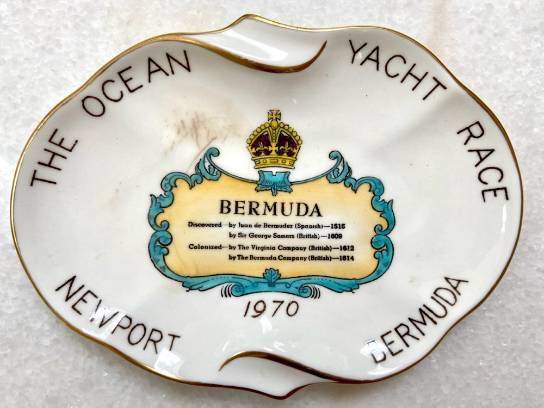 THE OCEAN YACHT RACE
BERMUDA
Discovered—by Juan de Bermudez (Spanish)—1515
by Sir George Somers (British)—1609
Colonized—by The Virginia Company (British)—1612
by The Bermuda Company (British)—1614
1970
NEWPORT BERMUDA